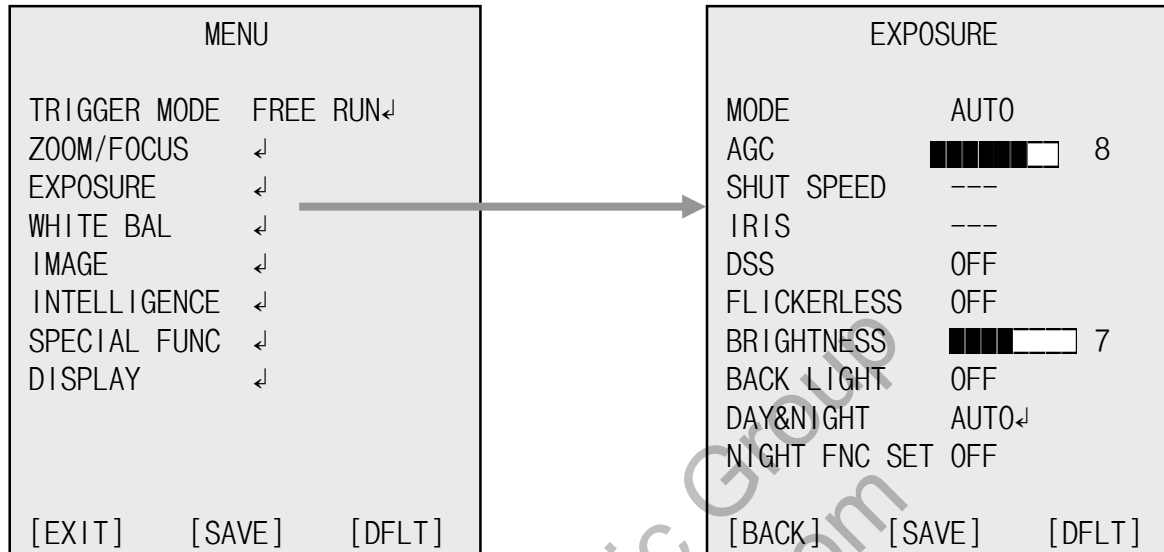 MENU
TRIGGER MODE FREE RUN↲
ZOOM/FOCUS ↲
EXPOSURE ↲
WHITE BAL ↲
IMAGE ↲
INTELLIGENCE ↲
SPECIAL FUNC ↲
DISPLAY ↲
[EXIT] [SAVE] [DFLT]
EXPOSURE
MODE AUTO
AGC 8
SHUT SPEED ---
IRIS ---
DSS OFF
FLICKERLESS OFF
BRIGHTNESS 7
BACK LIGHT OFF
DAY&NIGHT AUTO↲
NIGHT FNC SET OFF
[BACK] [SAVE] [DFLT]
Group